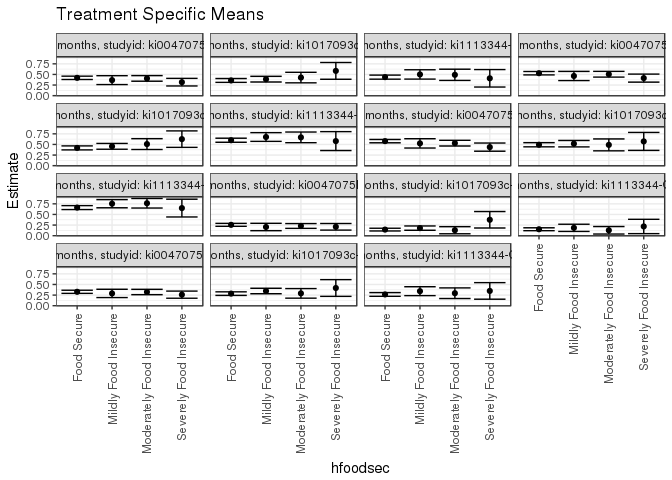 Treatment Specific Means
months, studyid: ki0047075
months, studyid: ki1017093c
months, studyid: ki1113344-
months, studyid: ki0047075
0.75
0.50
0.25
0.00
months, studyid: ki1017093c
months, studyid: ki1113344-
months, studyid: ki0047075
months, studyid: ki1017093c
0.75
0.50
0.25
0.00
months, studyid: ki1113344-
months, studyid: ki0047075
months, studyid: ki1017093c-
months, studyid: ki1113344-0
0.75
0.50
0.25
0.00
months, studyid: ki0047075
months, studyid: ki1017093c-
months, studyid: ki1113344-0
0.75
0.50
0.25
0.00
Estimate
Food Secure
Mildly Food Insecure
Moderately Food Insecure
Severely Food Insecure
Food Secure
Mildly Food Insecure
Moderately Food Insecure
Severely Food Insecure
Food Secure
Mildly Food Insecure
Moderately Food Insecure
Severely Food Insecure
Food Secure
Mildly Food Insecure
Moderately Food Insecure
Severely Food Insecure
hfoodsec